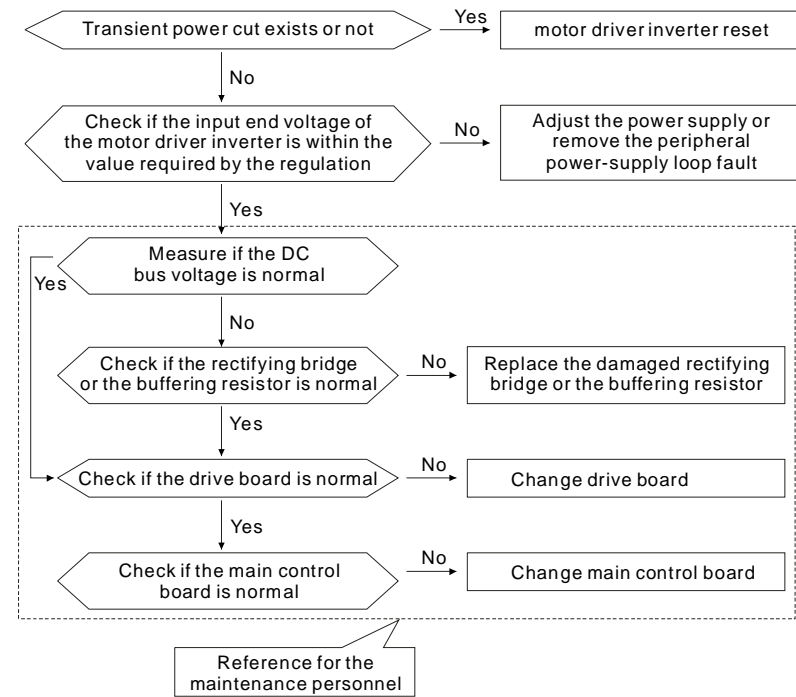 Transient power cut exists or not
Yes
motor driver inverter reset
No
Check if the input end voltage of
the motor driver inverter is within the
value required by the regulation
No
Adjust the power supply or
remove the peripheral
power-supply loop fault
Yes
Measure if the DC
bus voltage is normal
Yes
No
Check if the rectifying bridge
or the buffering resistor is normal
No
Replace the damaged rectifying
bridge or the buffering resistor
Yes
Check if the drive board is normal
No
Change drive board
Yes
Check if the main control
board is normal
No
Change main control board
Reference for the
maintenance personnel